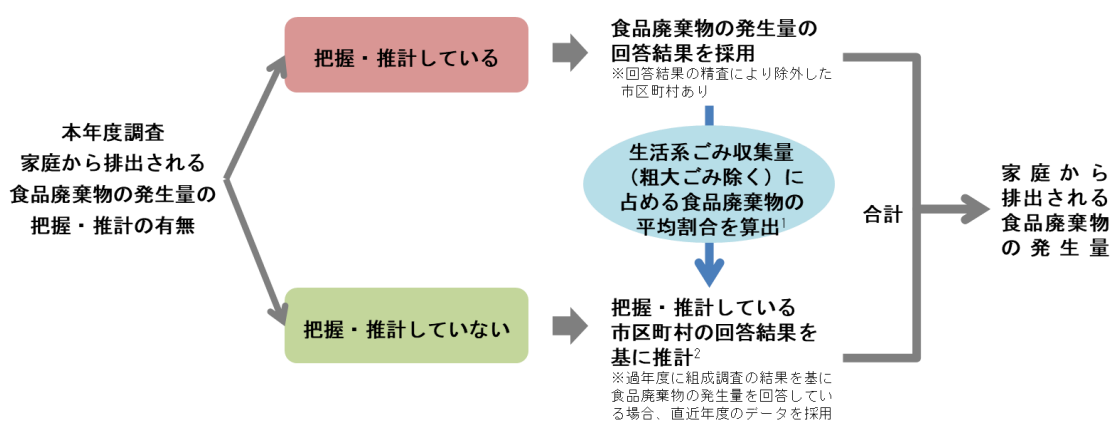 本年度調査
家庭から排出される
食品廃棄物の発生量の
把握・推計の有無
把握・推計している
食品廃棄物の発生量の
回答結果を採用
※回答結果の精査により除外した
市区町村あり
生活系ごみ収集量
（粗大ごみ除く）に
占める食品廃棄物の
平均割合を算出1
把握・推計していない
把握・推計している
市区町村の回答結果を
基に推計2
※過年度に組成調査の結果を基に
食品廃棄物の発生量を回答してい
る場合、直近年度のデータを採用
合計
家庭から
排出される
食品廃棄物
の発生量